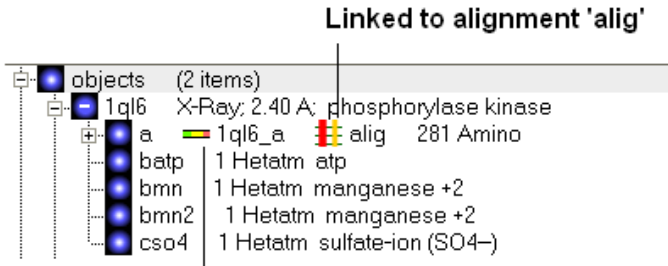 Linked to alignment 'alig'
objects (2 items)
1ql6 X-Ray; 2.40 A; phosphorylase kinase
a 1ql6_a alig 281 Amino
batp 1 Hetatm atp
bmn 1 Hetatm manganese +2
bmn2 1 Hetatm manganese +2
cso4 1 Hetatm sulfate-ion (SO4--)